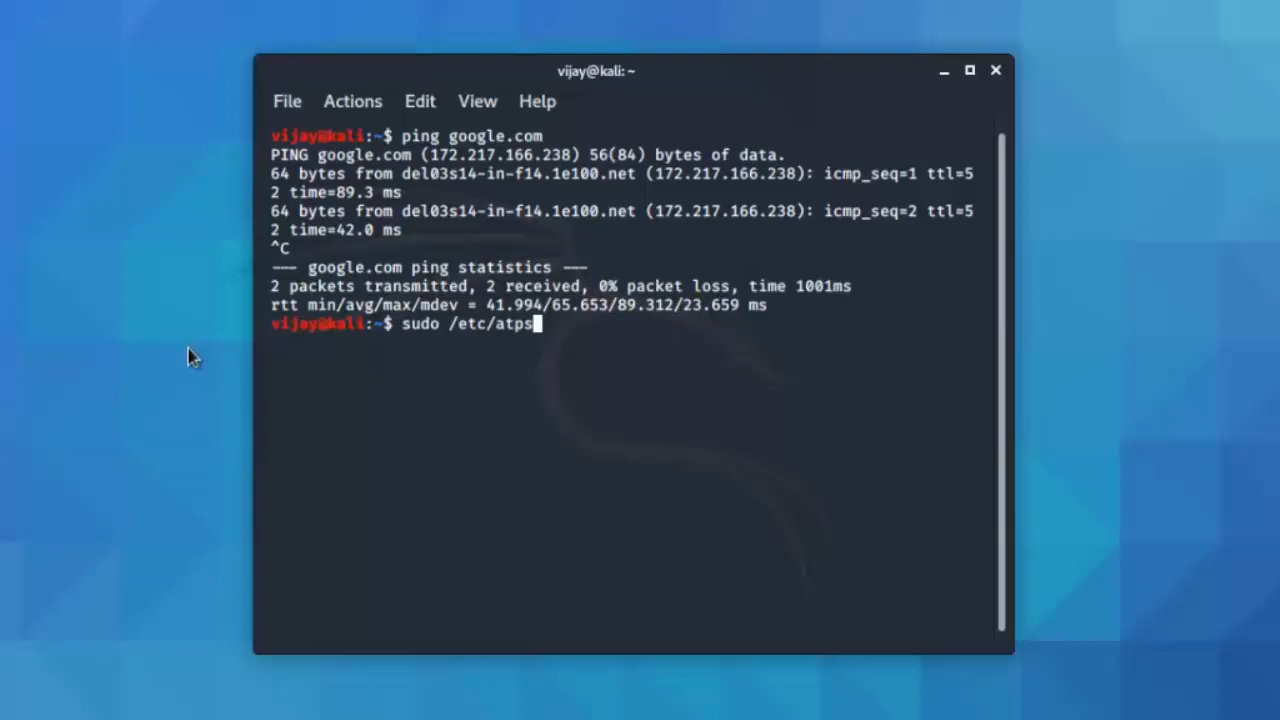 vijay@kali: ~
File Actions Edit View Help
vijay@kali:~$ ping google.com
PING google.com (172.217.166.238) 56(84) bytes of data.
64 bytes from del03s14-in-f14.1e100.net (172.217.166.238): icmp_seq=1 ttl=5
2 time=89.3 ms
64 bytes from del03s14-in-f14.1e100.net (172.217.166.238): icmp_seq=2 ttl=5
2 time=42.0 ms
^C
--- google.com ping statistics ---
2 packets transmitted, 2 received, 0% packet loss, time 1001ms
rtt min/avg/max/mdev = 41.994/65.653/89.312/23.659 ms
vijay@kali:~$ sudo /etc/atps